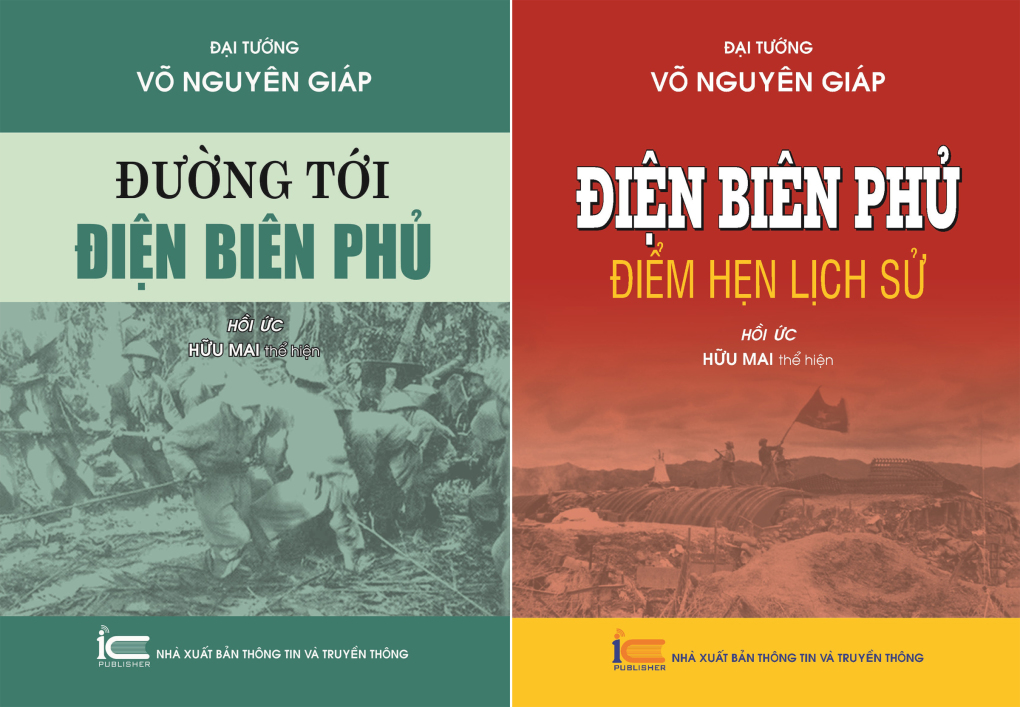 ĐẠI TƯỚNG
VÕ NGUYÊN GIÁP
ĐƯỜNG TỚI
ĐIỆN BIÊN PHỦ
HỒI ỨC
HỮU MAI thể hiện
iC
PUBLISHER
NHÀ XUẤT BẢN THÔNG TIN VÀ TRUYỀN THÔNG
ĐẠI TƯỚNG
VÕ NGUYÊN GIÁP
ĐIỆN BIÊN PHỦ
ĐIỂM HẸN LỊCH SỬ
HỒI ỨC
HỮU MAI thể hiện
iC
PUBLISHER
NHÀ XUẤT BẢN THÔNG TIN VÀ TRUYỀN THÔNG